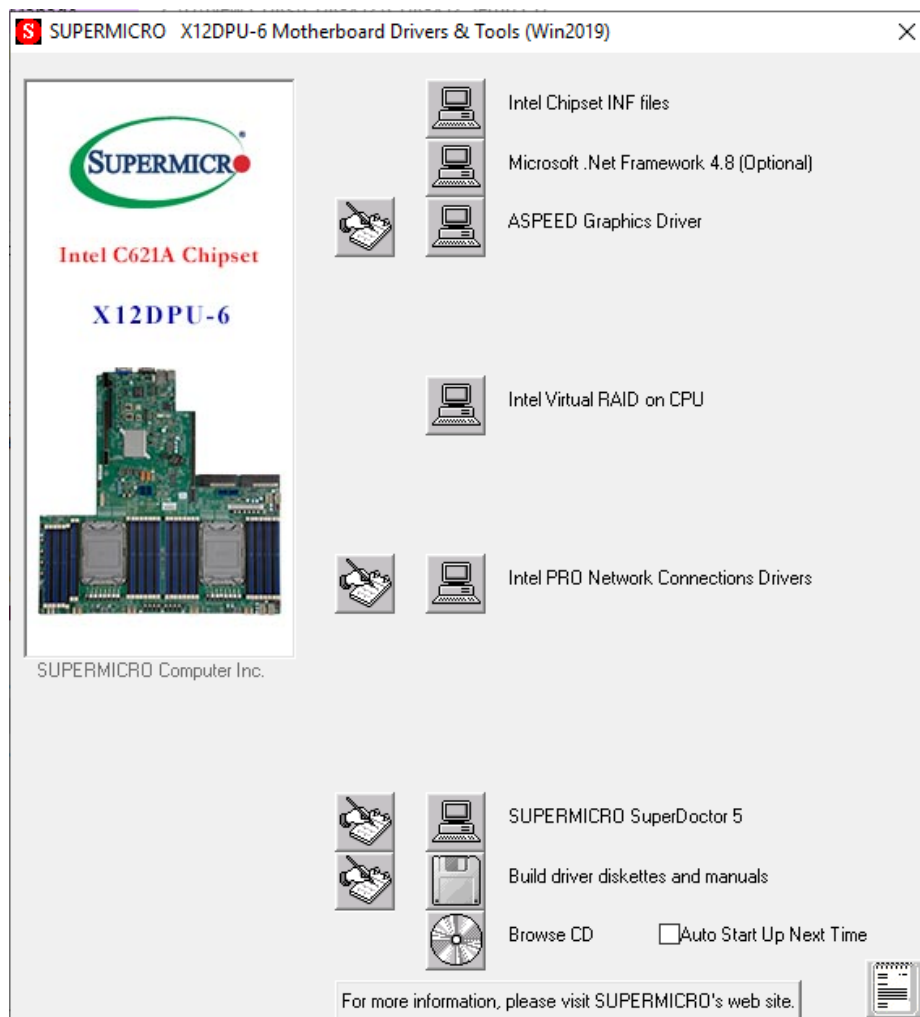 SUPERMICRO X12DPU-6 Motherboard Drivers & Tools (Win2019)
SUPERMICRO
Intel C621A Chipset
X12DPU-6
SUPERMICRO Computer Inc.
Intel Chipset INF files
Microsoft .Net Framework 4.8 (Optional)
ASPEED Graphics Driver
Intel Virtual RAID on CPU
Intel PRO Network Connections Drivers
SUPERMICRO SuperDoctor 5
Build driver diskettes and manuals
Browse CD
Auto Start Up Next Time
For more information, please visit SUPERMICRO's web site.